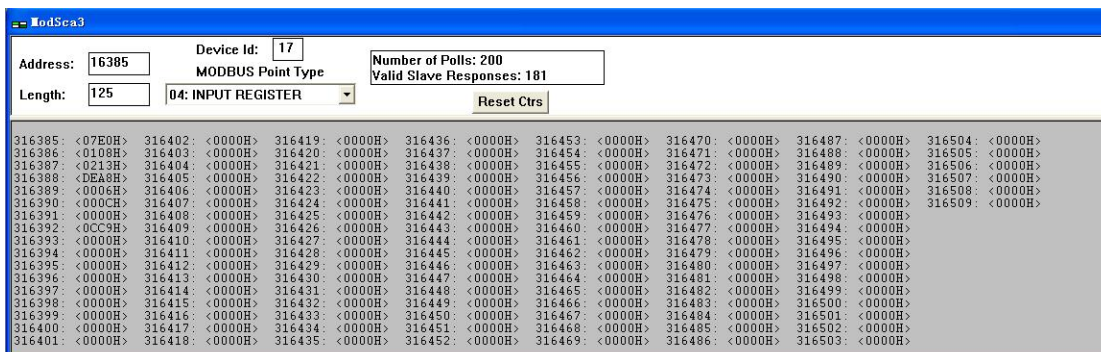 ModSca3
Address: 16385
Device Id: 17
MODBUS Point Type
Length: 125
04: INPUT REGISTER
Number of Polls: 200
Valid Slave Responses: 181
Reset Ctrs
316385: <07E0H> 316402: <0000H> 316419: <0000H> 316436: <0000H> 316453: <0000H> 316470: <0000H> 316487: <0000H> 316504: <0000H>
316386: <0108H> 316403: <0000H> 316420: <0000H> 316437: <0000H> 316454: <0000H> 316471: <0000H> 316488: <0000H> 316505: <0000H>
316387: <0213H> 316404: <0000H> 316421: <0000H> 316438: <0000H> 316455: <0000H> 316472: <0000H> 316489: <0000H> 316506: <0000H>
316388: <DEA8H> 316405: <0000H> 316422: <0000H> 316439: <0000H> 316456: <0000H> 316473: <0000H> 316490: <0000H> 316507: <0000H>
316389: <0006H> 316406: <0000H> 316423: <0000H> 316440: <0000H> 316457: <0000H> 316474: <0000H> 316491: <0000H> 316508: <0000H>
316390: <000CH> 316407: <0000H> 316424: <0000H> 316441: <0000H> 316458: <0000H> 316475: <0000H> 316492: <0000H> 316509: <0000H>
316391: <0000H> 316408: <0000H> 316425: <0000H> 316442: <0000H> 316459: <0000H> 316476: <0000H> 316493: <0000H>
316392: <0CC9H> 316409: <0000H> 316426: <0000H> 316443: <0000H> 316460: <0000H> 316477: <0000H> 316494: <0000H>
316393: <0000H> 316410: <0000H> 316427: <0000H> 316444: <0000H> 316461: <0000H> 316478: <0000H> 316495: <0000H>
316394: <0000H> 316411: <0000H> 316428: <0000H> 316445: <0000H> 316462: <0000H> 316479: <0000H> 316496: <0000H>
316395: <0000H> 316412: <0000H> 316429: <0000H> 316446: <0000H> 316463: <0000H> 316480: <0000H> 316497: <0000H>
316396: <0000H> 316413: <0000H> 316430: <0000H> 316447: <0000H> 316464: <0000H> 316481: <0000H> 316498: <0000H>
316397: <0000H> 316414: <0000H> 316431: <0000H> 316448: <0000H> 316465: <0000H> 316482: <0000H> 316499: <0000H>
316398: <0000H> 316415: <0000H> 316432: <0000H> 316449: <0000H> 316466: <0000H> 316483: <0000H> 316500: <0000H>
316399: <0000H> 316416: <0000H> 316433: <0000H> 316450: <0000H> 316467: <0000H> 316484: <0000H> 316501: <0000H>
316400: <0000H> 316417: <0000H> 316434: <0000H> 316451: <0000H> 316468: <0000H> 316485: <0000H> 316502: <0000H>
316401: <0000H> 316418: <0000H> 316435: <0000H> 316452: <0000H> 316469: <0000H> 316486: <0000H> 316503: <0000H>